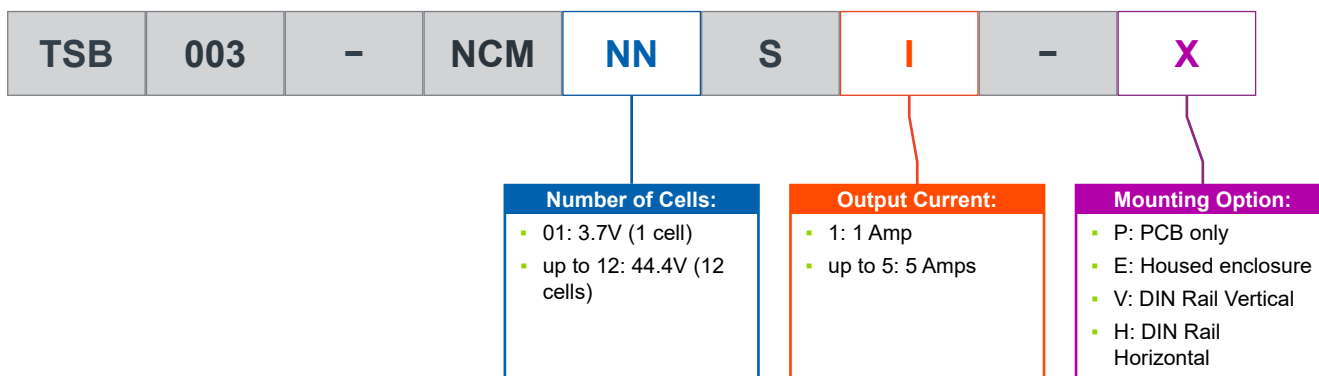 TSB 003 – NCM NN S I – X
Number of Cells:
▪ 01: 3.7V (1 cell)
▪ up to 12: 44.4V (12
cells)
Output Current:
▪ 1: 1 Amp
▪ up to 5: 5 Amps
Mounting Option:
▪ P: PCB only
▪ E: Housed enclosure
▪ V: DIN Rail Vertical
▪ H: DIN Rail
Horizontal